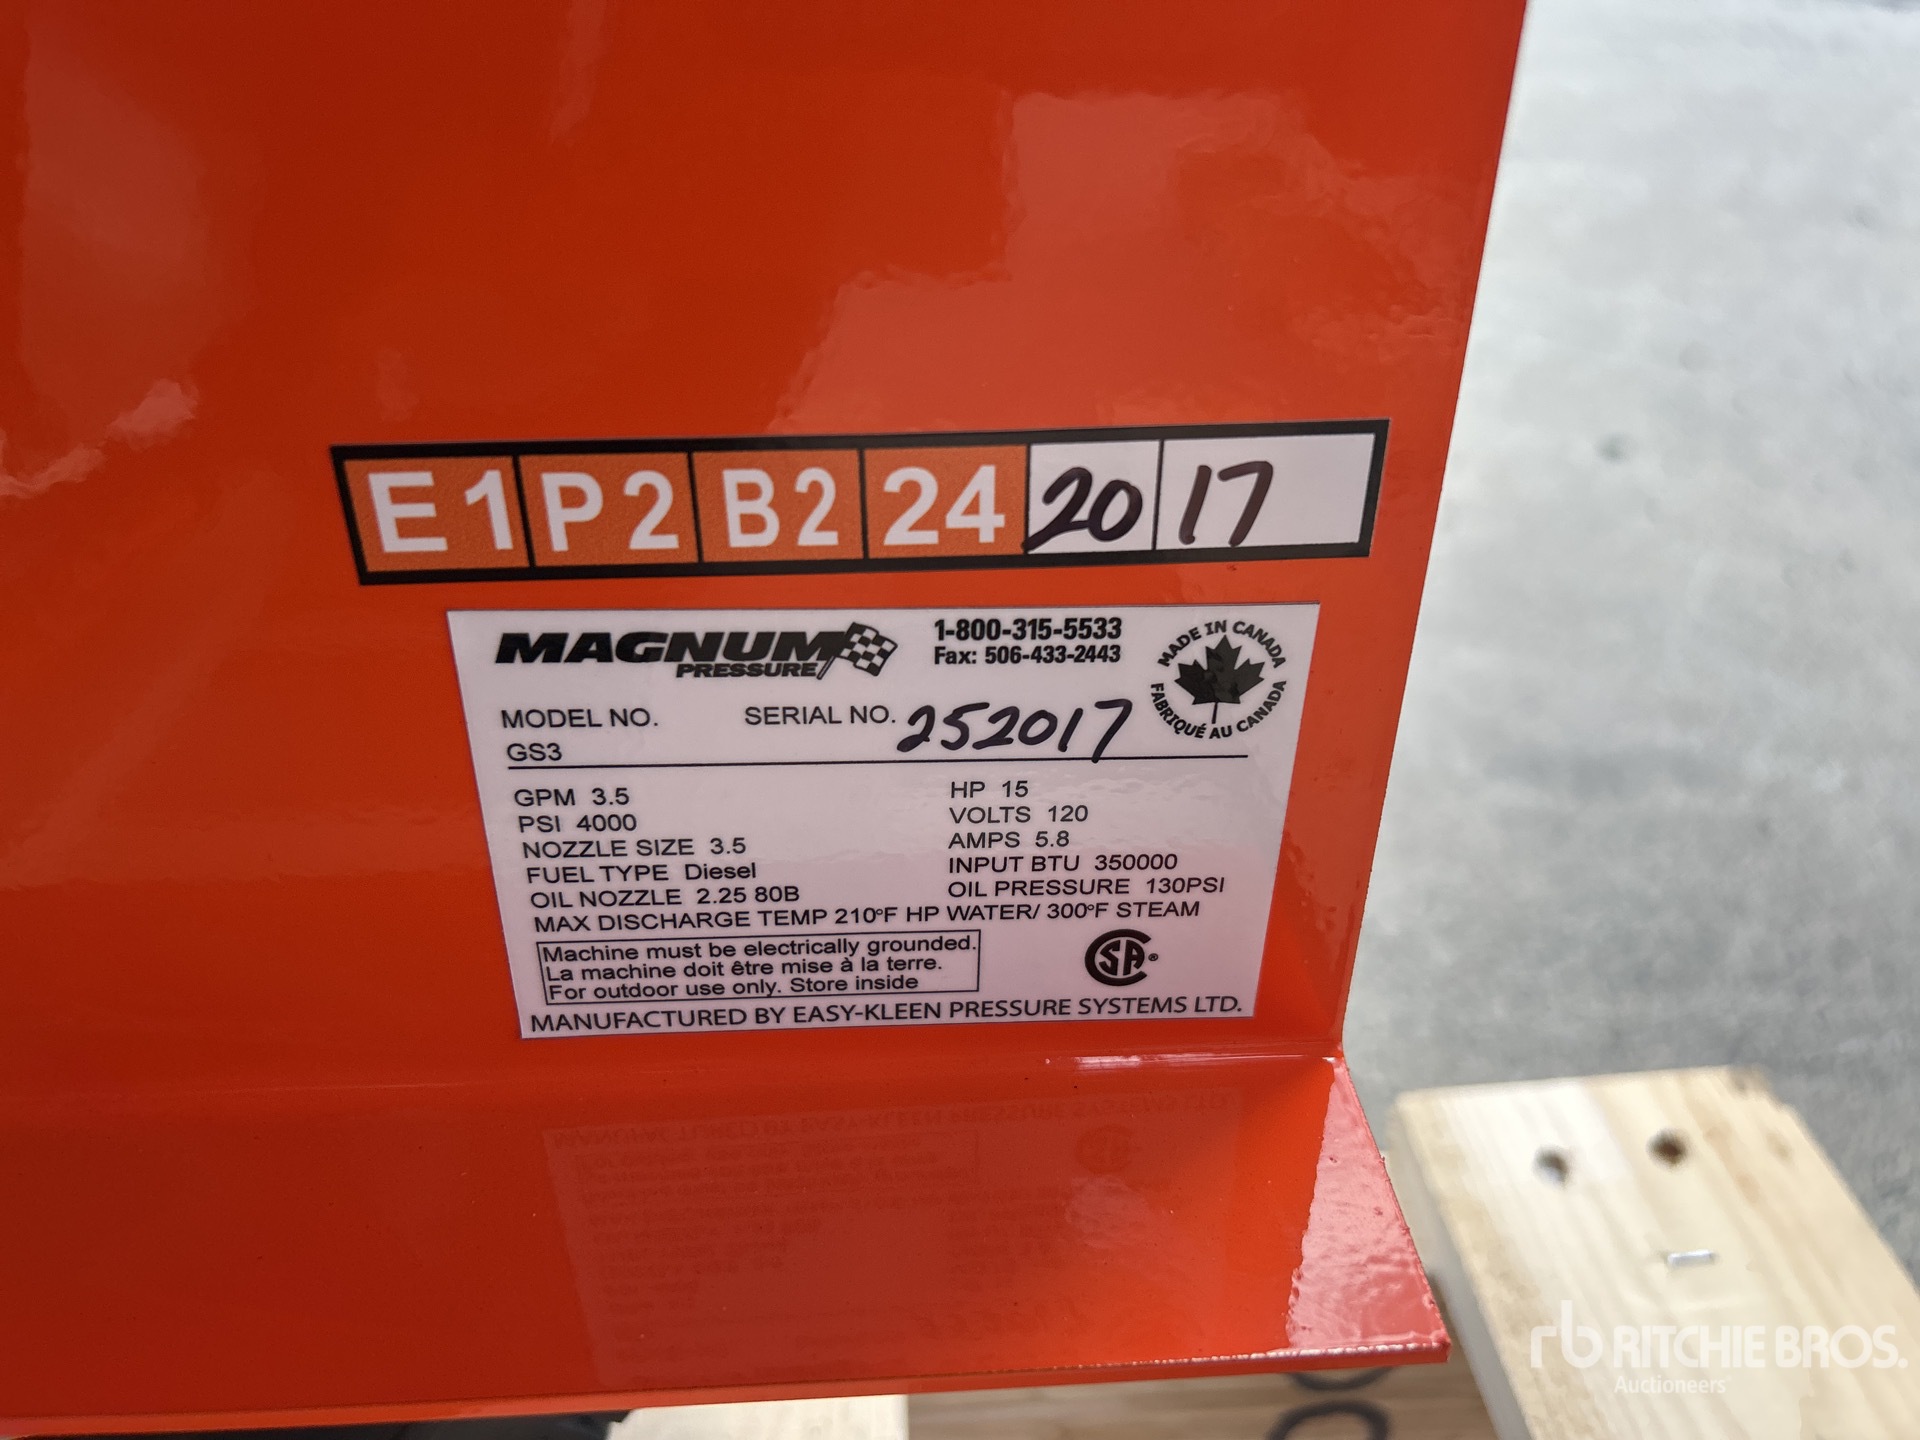 E1 P2 B2 24 20 17
MAGNUM
PRESSURE
1-800-315-5533
Fax: 506-433-2443
MADE IN CANADA
FABRIQUÉ AU CANADA
MODEL NO.
GS3
SERIAL NO. 252017
GPM 3.5
PSI 4000
NOZZLE SIZE 3.5
FUEL TYPE Diesel
OIL NOZZLE 2.25 80B
HP 15
VOLTS 120
AMPS 5.8
INPUT BTU 350000
OIL PRESSURE 130PSI
MAX DISCHARGE TEMP 210°F HP WATER/ 300°F STEAM
Machine must be electrically grounded.
La machine doit être mise à la terre.
For outdoor use only. Store inside
CSA®
MANUFACTURED BY EASY-KLEEN PRESSURE SYSTEMS LTD.
rb RITCHIE BROS.
Auctioneers